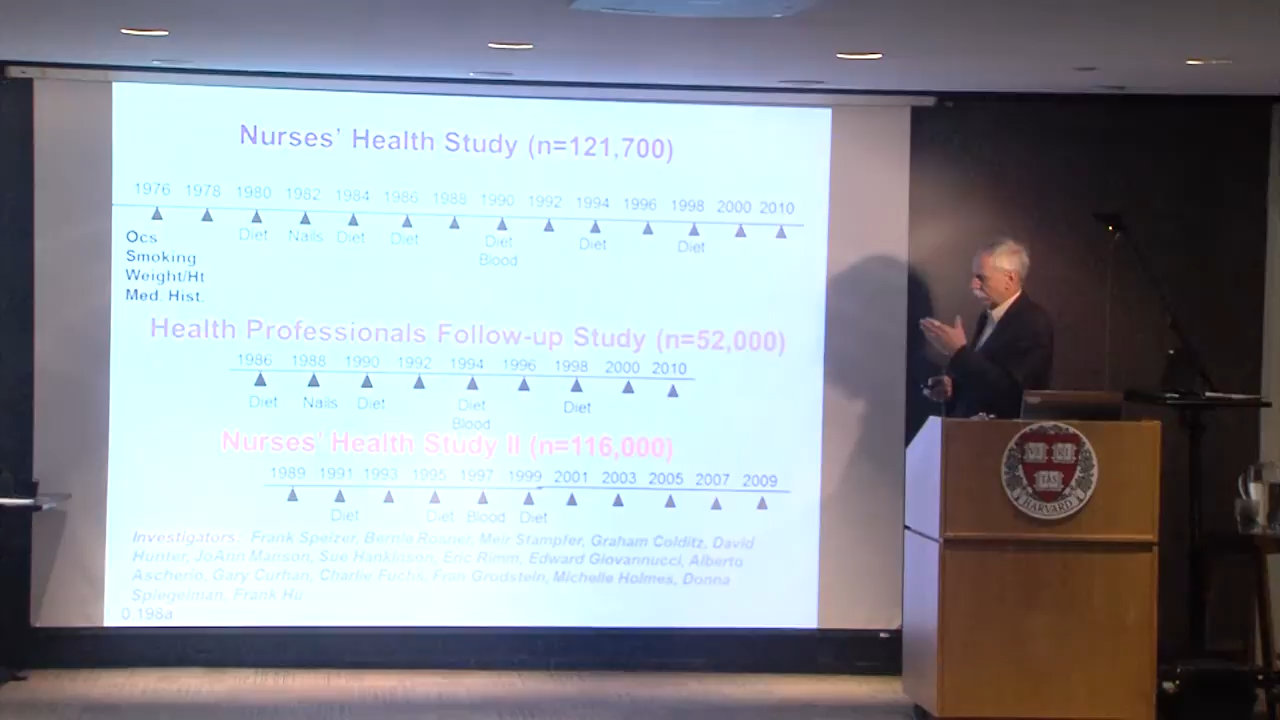 Nurses' Health Study (n=121,700)
1976 1978 1980 1982 1984 1986 1988 1990 1992 1994 1996 1998 2000 2010
Diet Nails Diet Diet Diet Diet Diet
Blood
Ocs
Smoking
Weight/Ht
Med. Hist.
Health Professionals Follow-up Study (n=52,000)
1986 1988 1990 1992 1994 1996 1998 2000 2010
Diet Nails Diet Diet Diet
Blood
Nurses' Health Study II (n=116,000)
1989 1991 1993 1995 1997 1999 2001 2003 2005 2007 2009
Diet Diet Blood Diet
Investigators: Frank Speizer, Bernie Rosner, Meir Stampfer, Graham Colditz, David
Hunter, JoAnn Manson, Sue Hankinson, Eric Rimm, Edward Giovannucci, Alberto
Ascherio, Gary Curhan, Charlie Fuchs, Fran Grodstein, Michelle Holmes, Donna
Spiegelman, Frank Hu
0.198a
VE RI
TAS
HARVARD